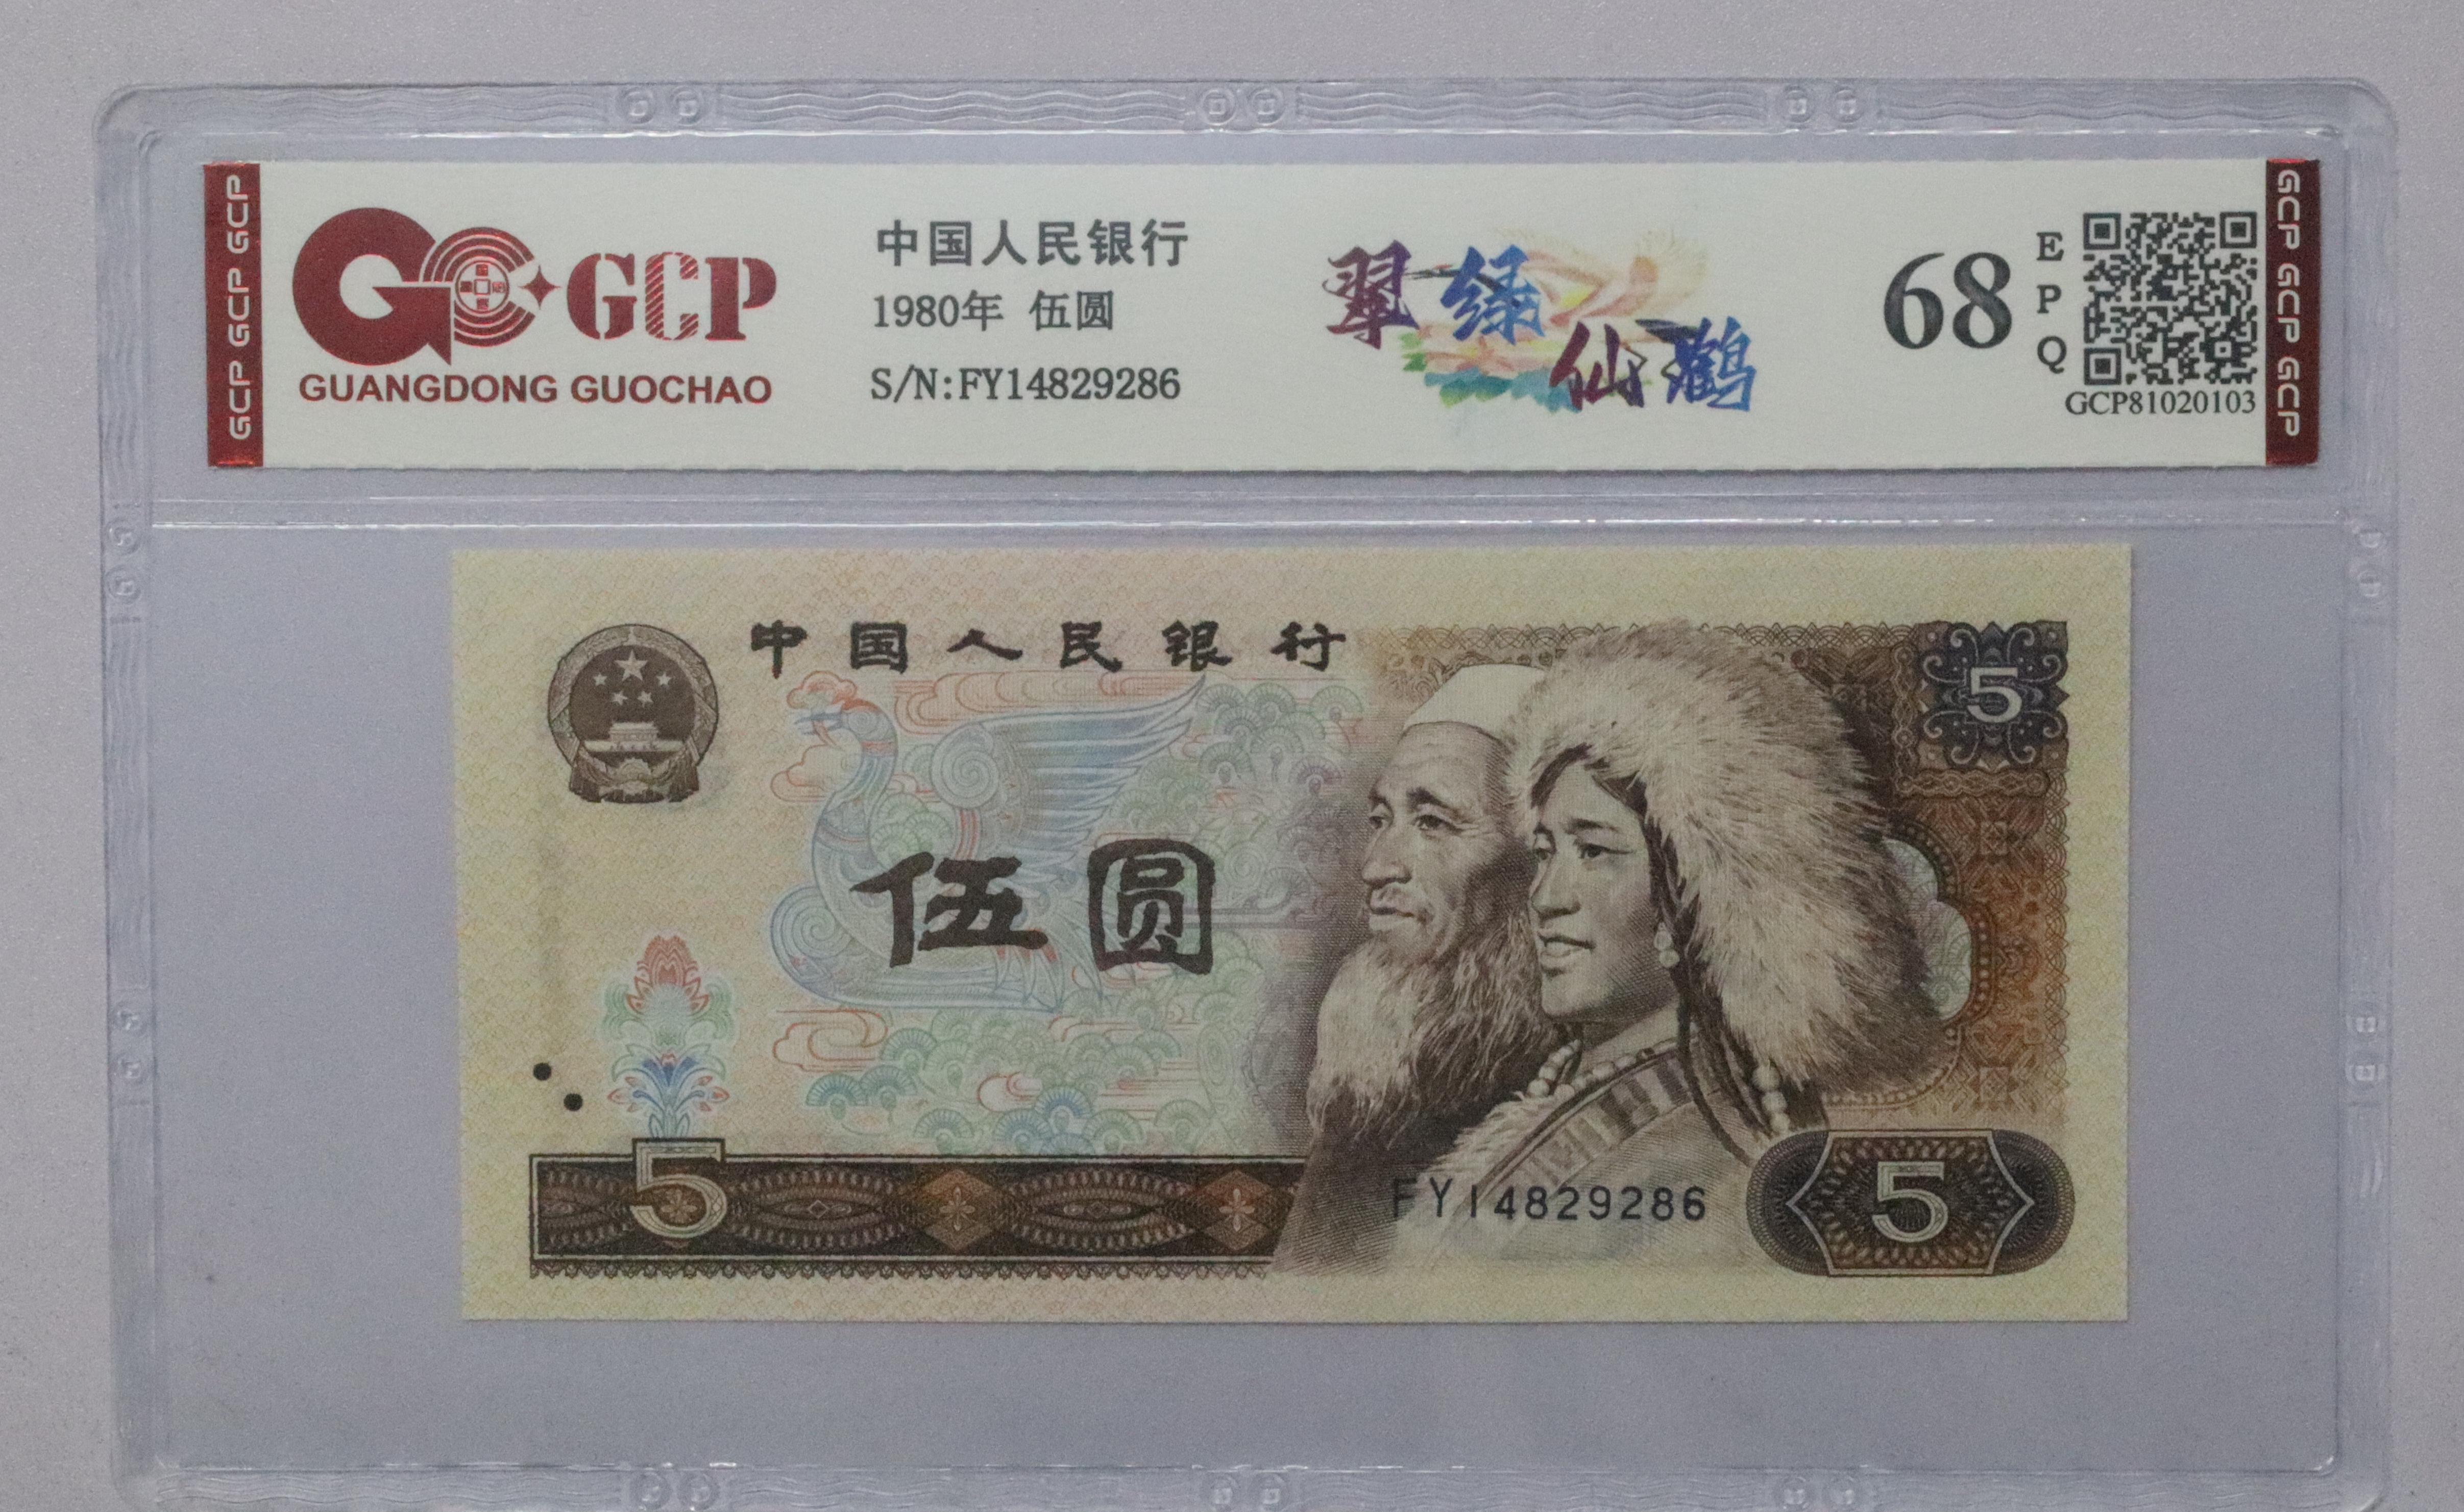 GCP GCP GCP
GCP
GUANGDONG GUOCHAO
中国人民银行
1980年 伍圆
S/N:FY14829286
翠绿
仙鹤
68
E
P
Q
GCP81020103
GCP GCP GCP
中国人民银行
5
伍圆
5
FY14829286
5